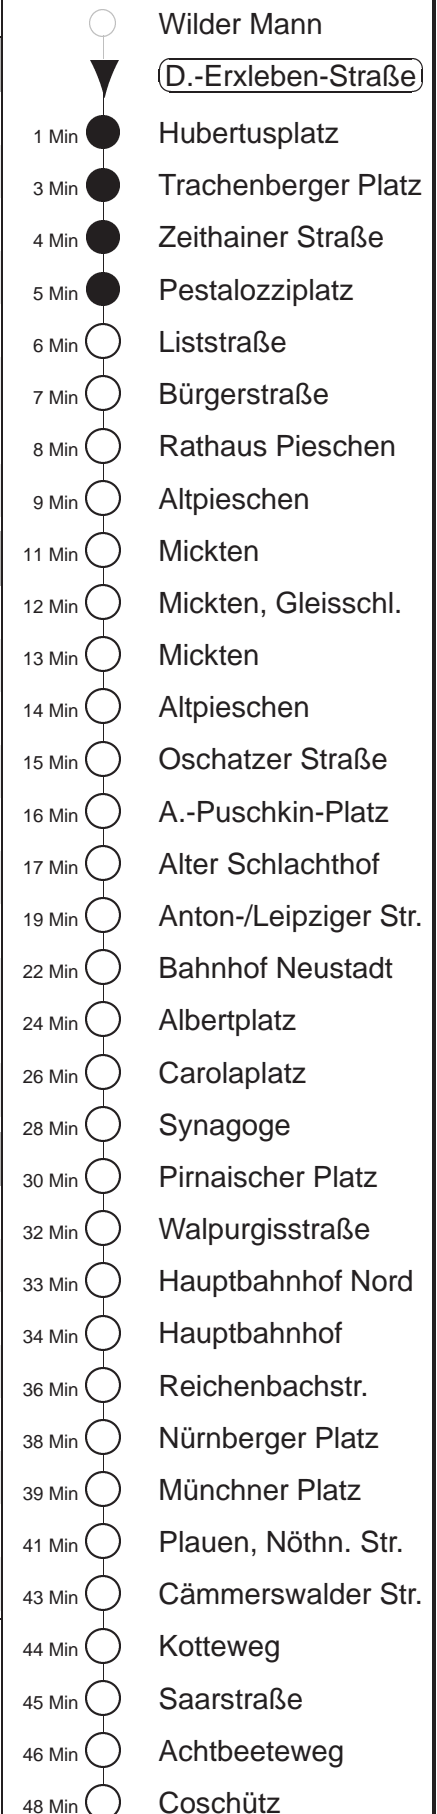 Wilder Mann
D.-Erxleben-Straße
1 Min Hubertusplatz
3 Min Trachenberger Platz
4 Min Zeithainer Straße
5 Min Pestalozziplatz
6 Min Liststraße
7 Min Bürgerstraße
8 Min Rathaus Pieschen
9 Min Altpieschen
11 Min Mickten
12 Min Mickten, Gleisschl.
13 Min Mickten
14 Min Altpieschen
15 Min Oschatzer Straße
16 Min A.-Puschkin-Platz
17 Min Alter Schlachthof
19 Min Anton-/Leipziger Str.
22 Min Bahnhof Neustadt
24 Min Albertplatz
26 Min Carolaplatz
28 Min Synagoge
30 Min Pirnaischer Platz
32 Min Walpurgisstraße
33 Min Hauptbahnhof Nord
34 Min Hauptbahnhof
36 Min Reichenbachstr.
38 Min Nürnberger Platz
39 Min Münchner Platz
41 Min Plauen, Nöthn. Str.
43 Min Cämmerswalder Str.
44 Min Kotteweg
45 Min Saarstraße
46 Min Achtbeeteweg
48 Min Coschütz